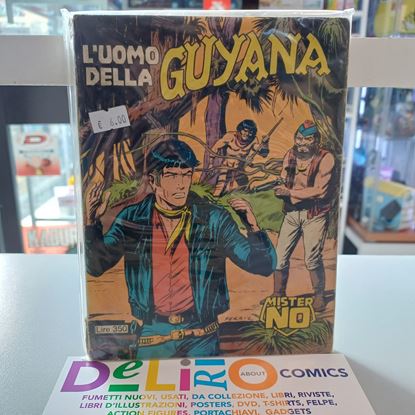 L'UOMO
DELLA GUYANA
€ 6.00
MISTER
NO
Lire 350
FERRI
DeLiRiO ABOUT COMICS
FUMETTI NUOVI, USATI, DA COLLEZIONE, LIBRI, RIVISTE,
LIBRI D'ILLUSTRAZIONI, POSTERS, DVD, T-SHIRTS, FELPE,
ACTION FIGURES, PORTACHIAVI, GADGETS